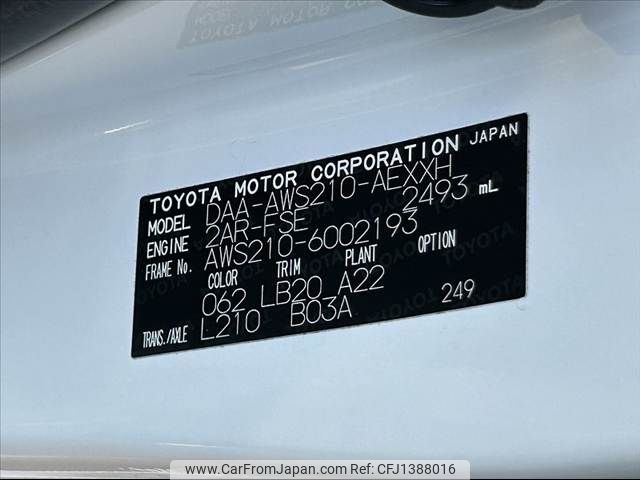 TOYOTA MOTOR CORPORATION JAPAN
MODEL DAA-AWS210-AEXXH
ENGINE 2AR-FSE 2493 mL
FRAME No. AWS210-6002193
COLOR TRIM PLANT OPTION
062 LB20 A22
TRANS./AXLE L210 B03A 249
www.CarFromJapan.com Ref:CFJ1388016